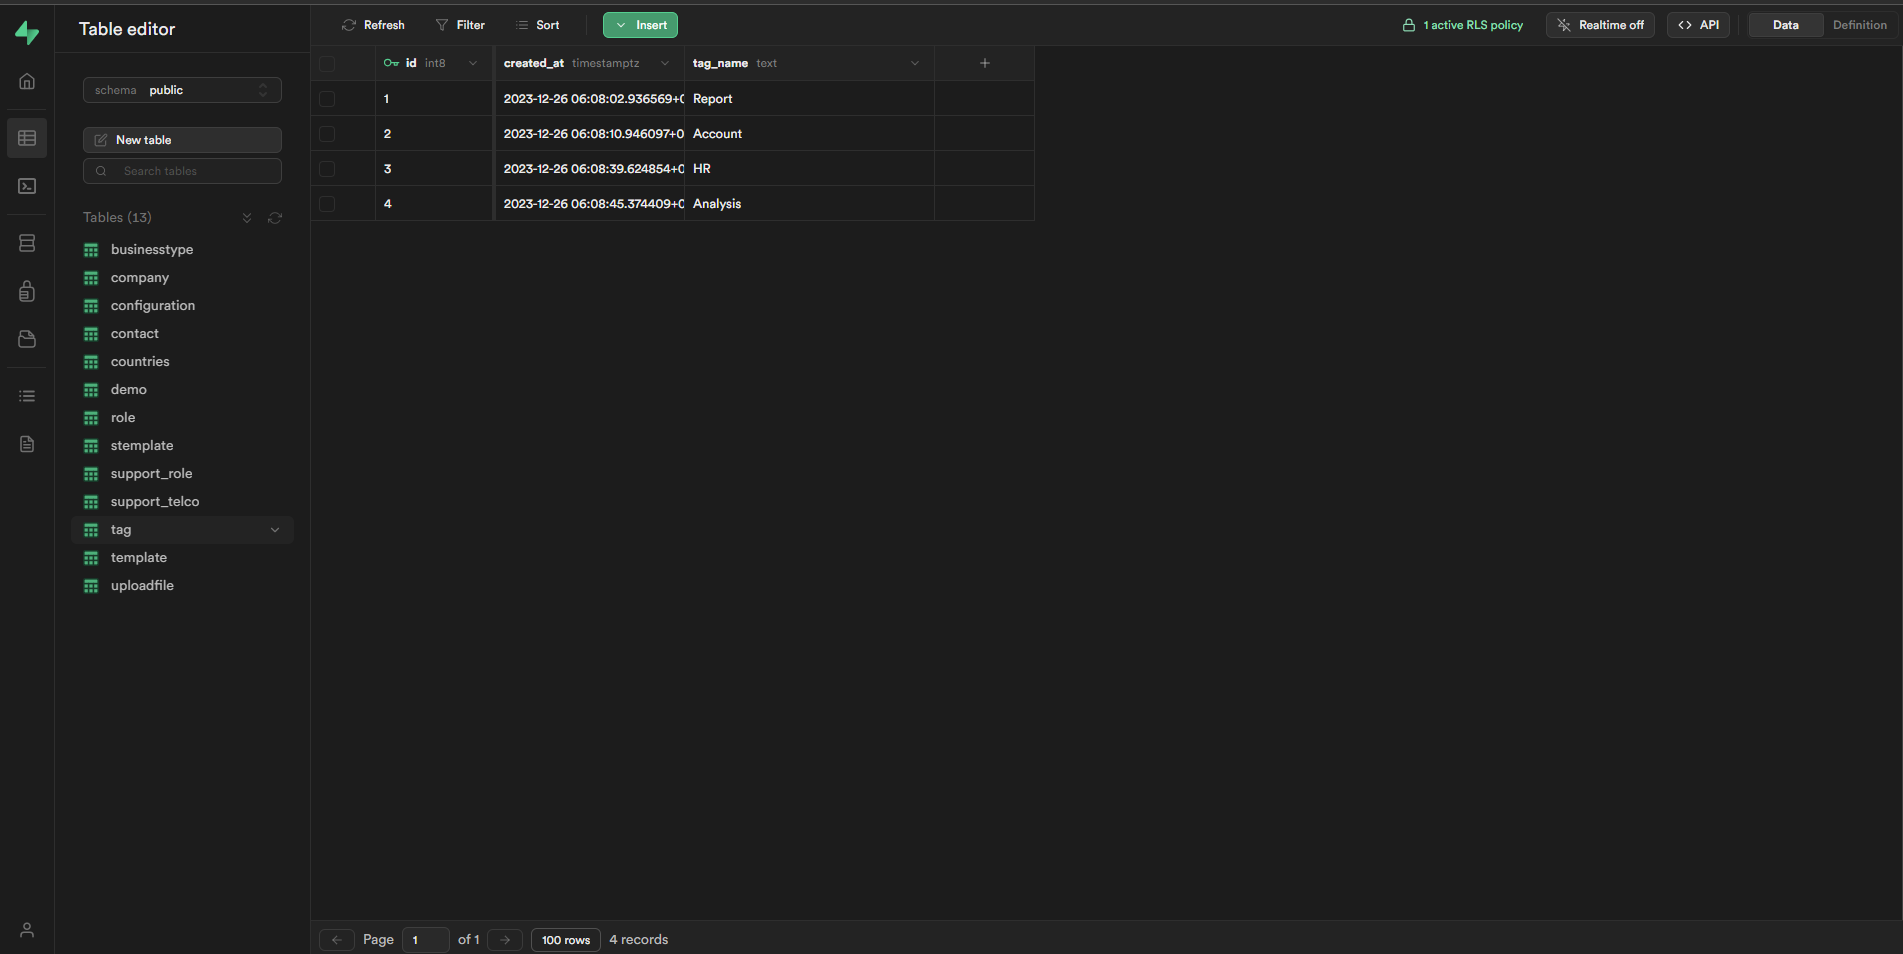 Table editor
Refresh Filter Sort Insert 1 active RLS policy Realtime off API Data Definition
schema public
New table
Search tables
Tables (13)
businesstype
company
configuration
contact
countries
demo
role
stemplate
support_role
support_telco
tag
template
uploadfile
id int8 created_at timestamptz tag_name text
1 2023-12-26 06:08:02.936569+0 Report
2 2023-12-26 06:08:10.946097+0 Account
3 2023-12-26 06:08:39.624854+0 HR
4 2023-12-26 06:08:45.374409+0 Analysis
Page 1 of 1 100 rows 4 records